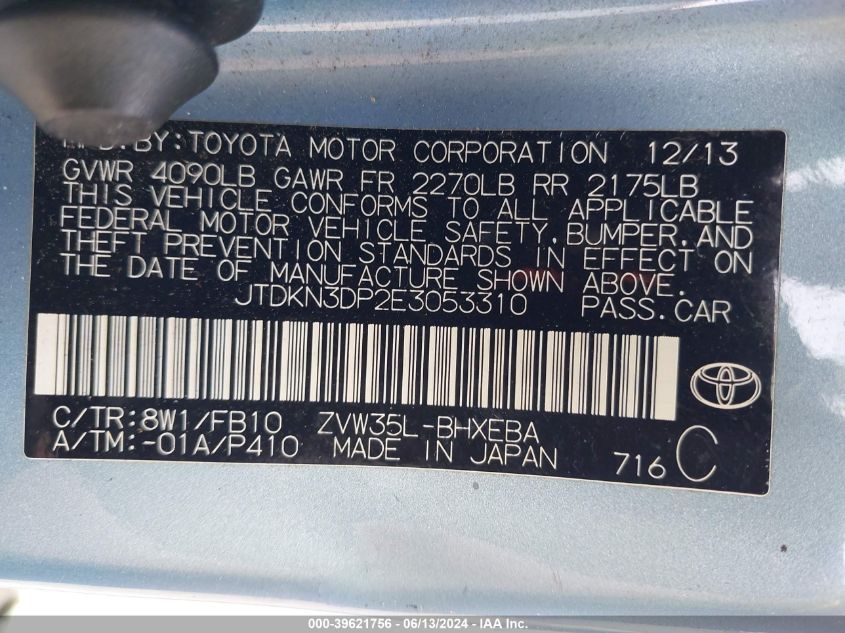 MFD. BY: TOYOTA MOTOR CORPORATION 12/13
GVWR 4090LB GAWR FR 2270LB RR 2175LB
THIS VEHICLE CONFORMS TO ALL APPLICABLE
FEDERAL MOTOR VEHICLE SAFETY, BUMPER, AND
THEFT PREVENTION STANDARDS IN EFFECT ON
THE DATE OF MANUFACTURE SHOWN ABOVE.
JTDKN3DP2E3053310 PASS. CAR
C/TR: 8W1/FB10 ZVW35L-BHXEBA
A/TM: -01A/P410 MADE IN JAPAN 716 C
000-39621756 - 06/13/2024 - IAA Inc.